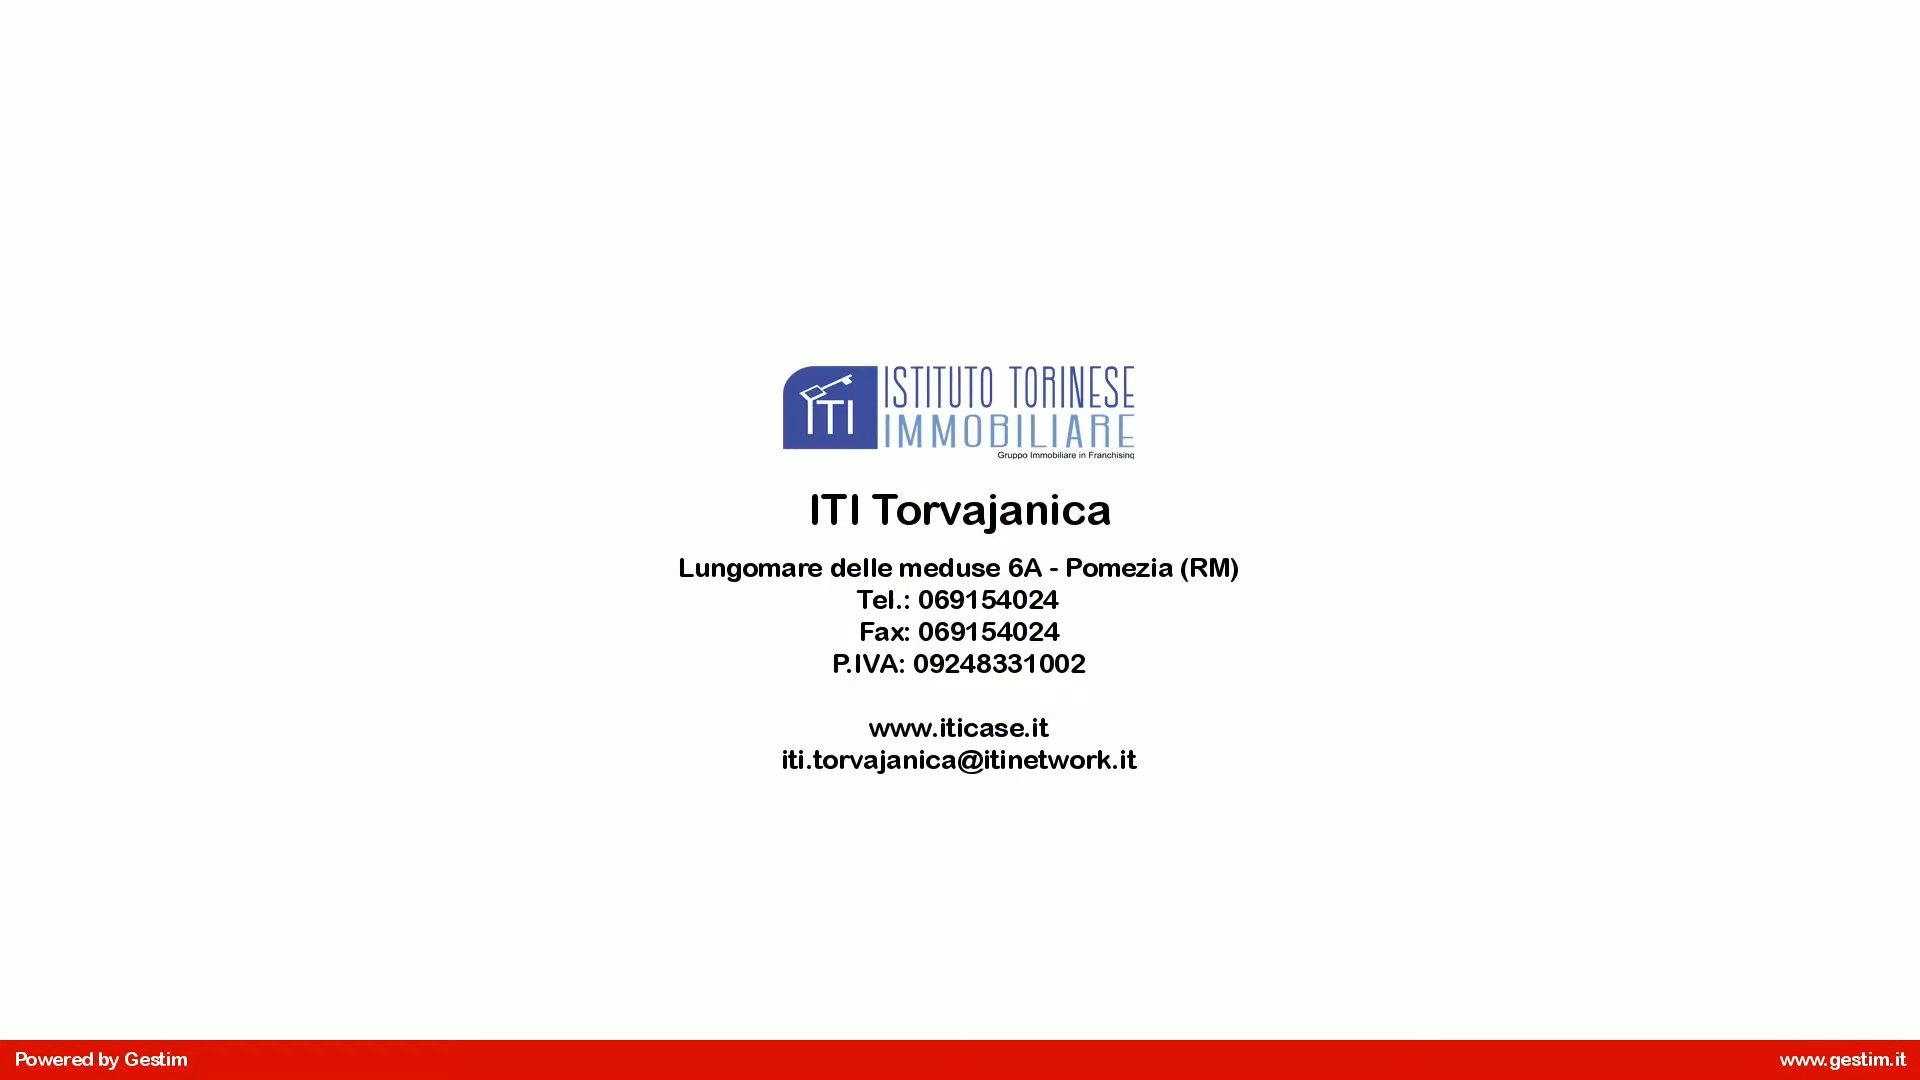 ITI
ISTITUTO TORINESE
IMMOBILIARE
Gruppo Immobiliare in Franchising
ITI Torvajanica
Lungomare delle meduse 6A - Pomezia (RM)
Tel.: 069154024
Fax: 069154024
P.IVA: 09248331002
www.iticase.it
iti.torvajanica@itinetwork.it
Powered by Gestim
www.gestim.it